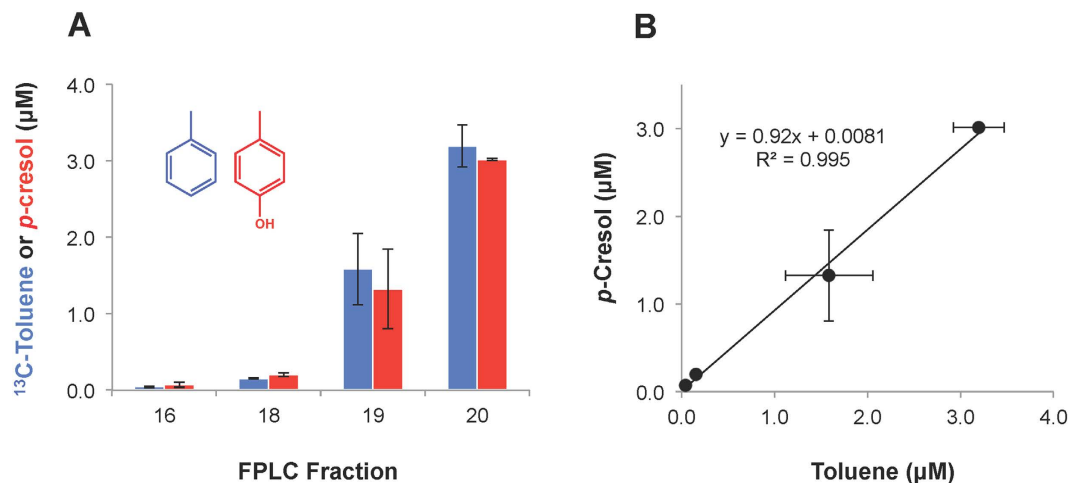 A
¹³C-Toluene or p-cresol (µM)
4.0
3.0
2.0
1.0
0.0
OH
16 18 19 20
FPLC Fraction
B
p-Cresol (µM)
y = 0.92x + 0.0081
R² = 0.995
3.0
2.0
1.0
0.0
0.0 1.0 2.0 3.0 4.0
Toluene (µM)